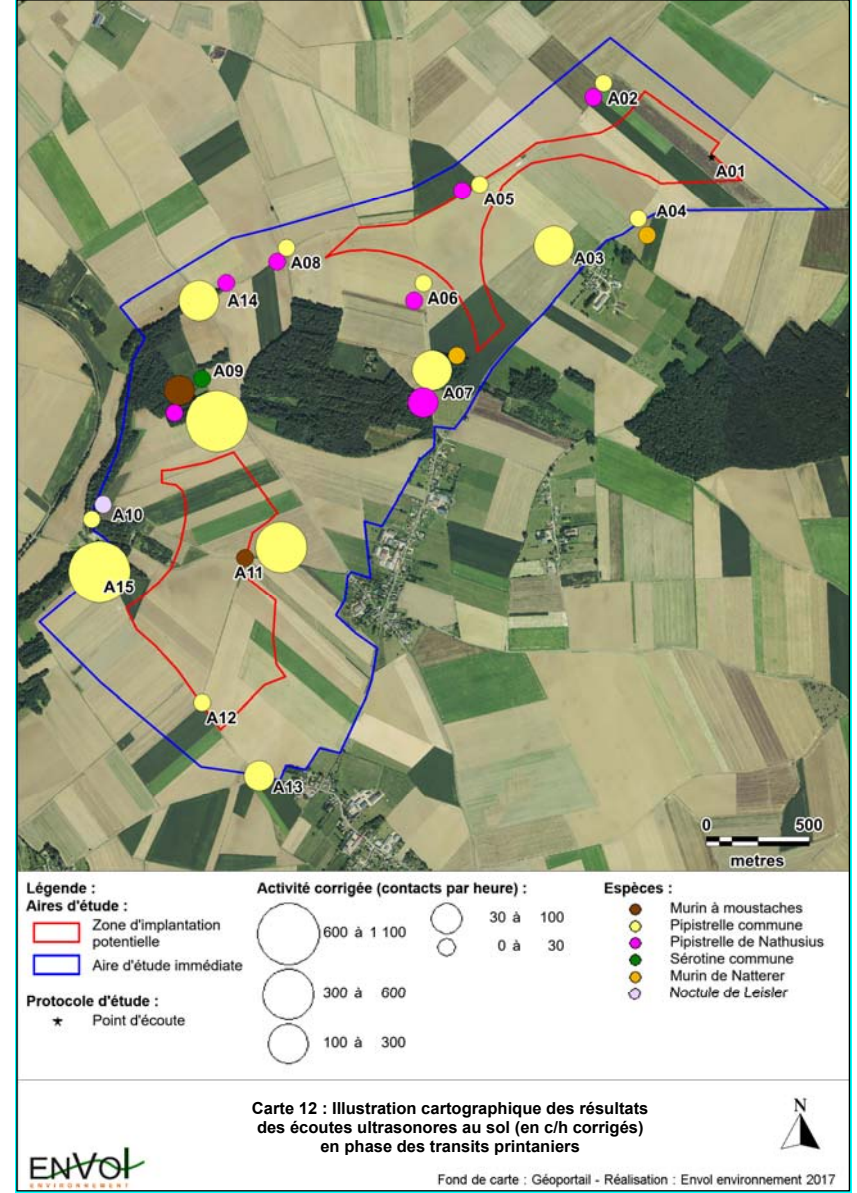 A02
A01
A05
A04
A03
A08
A06
A14
A09
A07
A10
A11
A15
A12
A13
0 500
metres
Légende :
Aires d'étude :
Zone d'implantation
potentielle
Aire d'étude immédiate
Protocole d'étude :
Point d'écoute
Activité corrigée (contacts par heure) :
600 à 1 100
300 à 600
100 à 300
30 à 100
0 à 30
Espèces :
Murin à moustaches
Pipistrelle commune
Pipistrelle de Nathusius
Sérotine commune
Murin de Natterer
Noctule de Leisler
Carte 12 : Illustration cartographique des résultats
des écoutes ultrasonores au sol (en c/h corrigés)
en phase des transits printaniers
N
ENVOL
ENVIRONNEMENT
Fond de carte : Géoportail - Réalisation : Envol environnement 2017